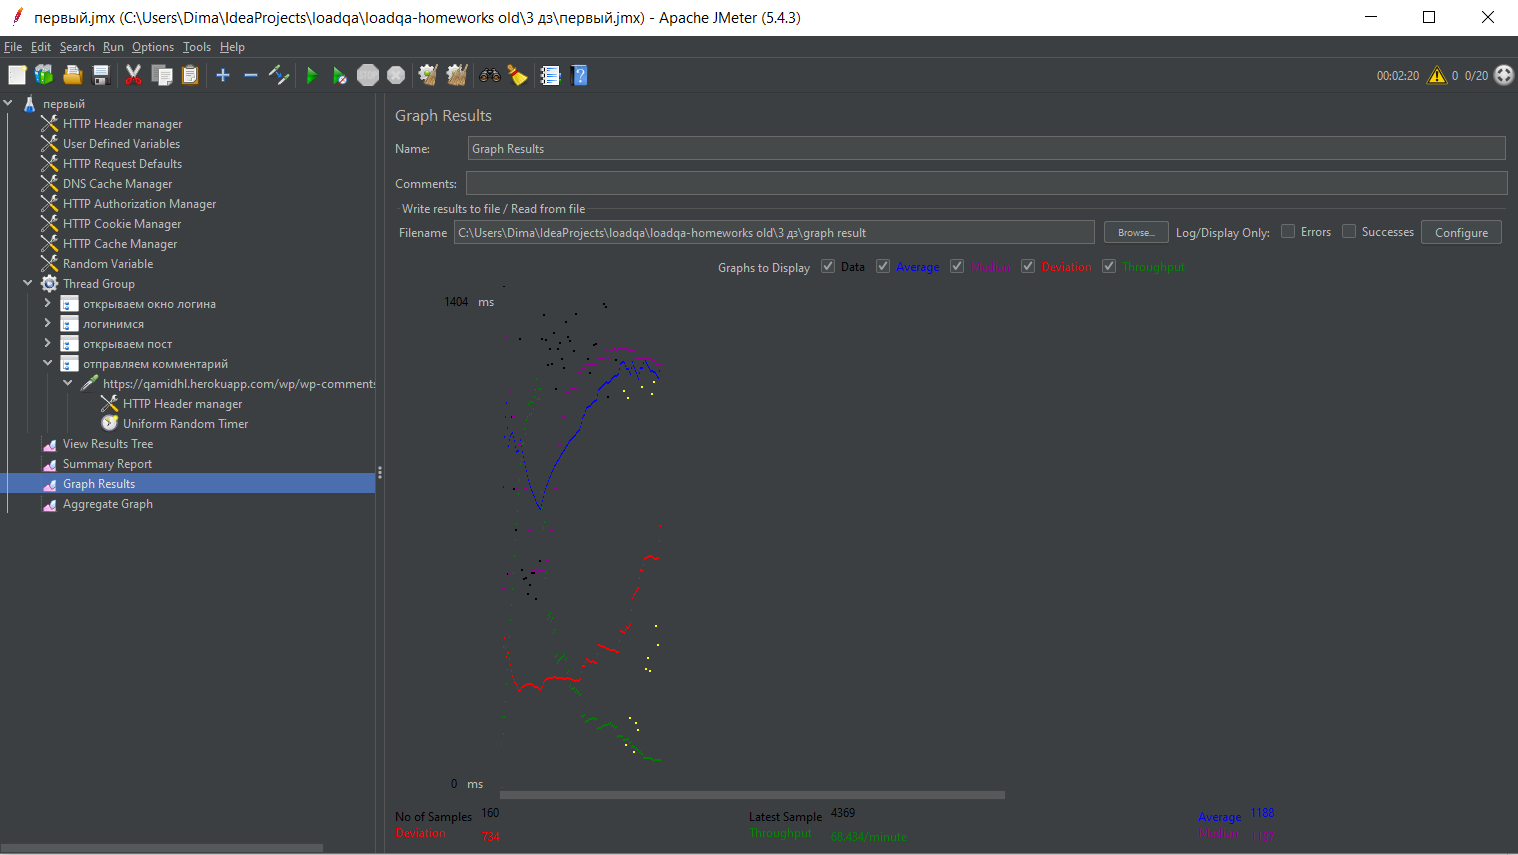 первый.jmx (C:\Users\Dima\IdeaProjects\loadqa\loadqa-homeworks old\3 дз\первый.jmx) - Apache JMeter (5.4.3)
File Edit Search Run Options Tools Help
STOP
00:02:20 0 0/20
первый
HTTP Header manager
User Defined Variables
HTTP Request Defaults
DNS Cache Manager
HTTP Authorization Manager
HTTP Cookie Manager
HTTP Cache Manager
Random Variable
Thread Group
открываем окно логина
логинимся
открываем пост
отправляем комментарий
https://qamidhl.herokuapp.com/wp/wp-comments
HTTP Header manager
Uniform Random Timer
View Results Tree
Summary Report
Graph Results
Aggregate Graph
Graph Results
Name: Graph Results
Comments:
Write results to file / Read from file
Filename C:\Users\Dima\IdeaProjects\loadqa\loadqa-homeworks old\3 дз\graph result Browse... Log/Display Only: Errors Successes Configure
Graphs to Display Data Average Median Deviation Throughput
1404 ms
0 ms
No of Samples 160 Latest Sample 4369 Average 1188
Deviation 734 Throughput 60.434/minute Median